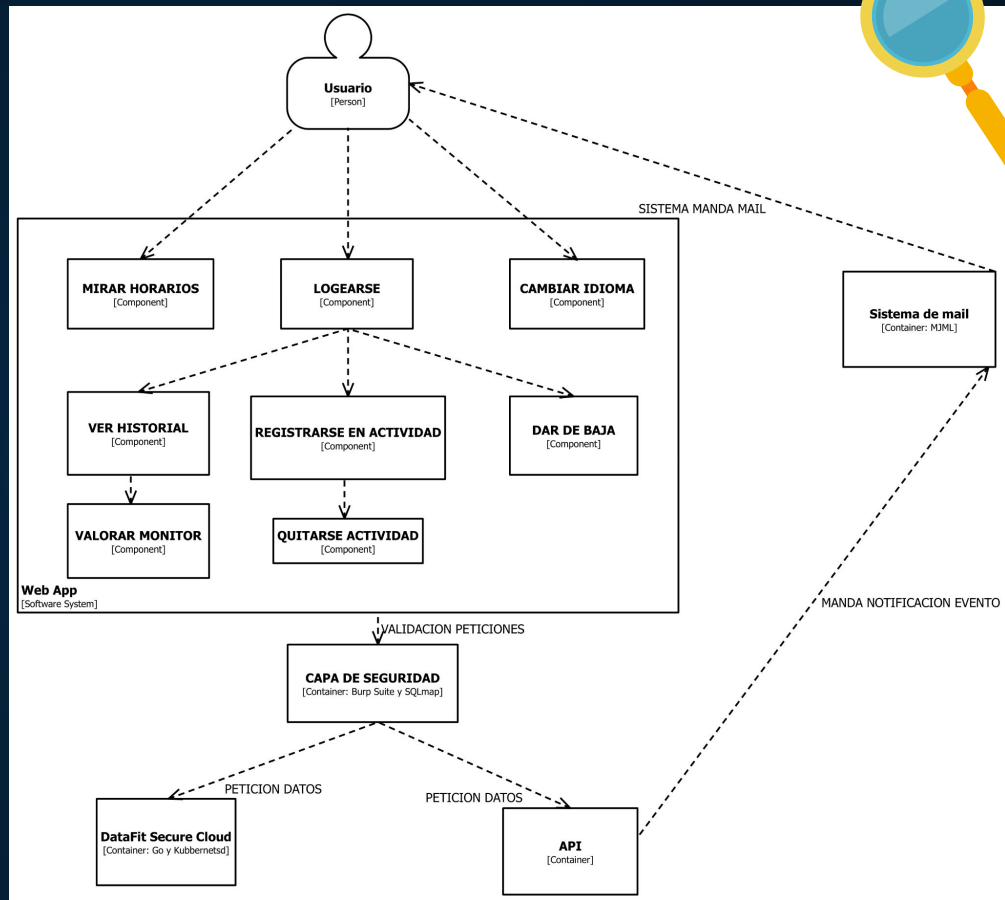 Usuario
[Person]
SISTEMA MANDA MAIL
MIRAR HORARIOS
[Component]
LOGEARSE
[Component]
CAMBIAR IDIOMA
[Component]
Sistema de mail
[Container: MJML]
VER HISTORIAL
[Component]
REGISTRARSE EN ACTIVIDAD
[Component]
DAR DE BAJA
[Component]
VALORAR MONITOR
[Component]
QUITARSE ACTIVIDAD
[Component]
Web App
[Software System]
MANDA NOTIFICACION EVENTO
VALIDACION PETICIONES
CAPA DE SEGURIDAD
[Container: Burp Suite y SQLmap]
PETICION DATOS
PETICION DATOS
DataFit Secure Cloud
[Container: Go y Kubbernetsd]
API
[Container]